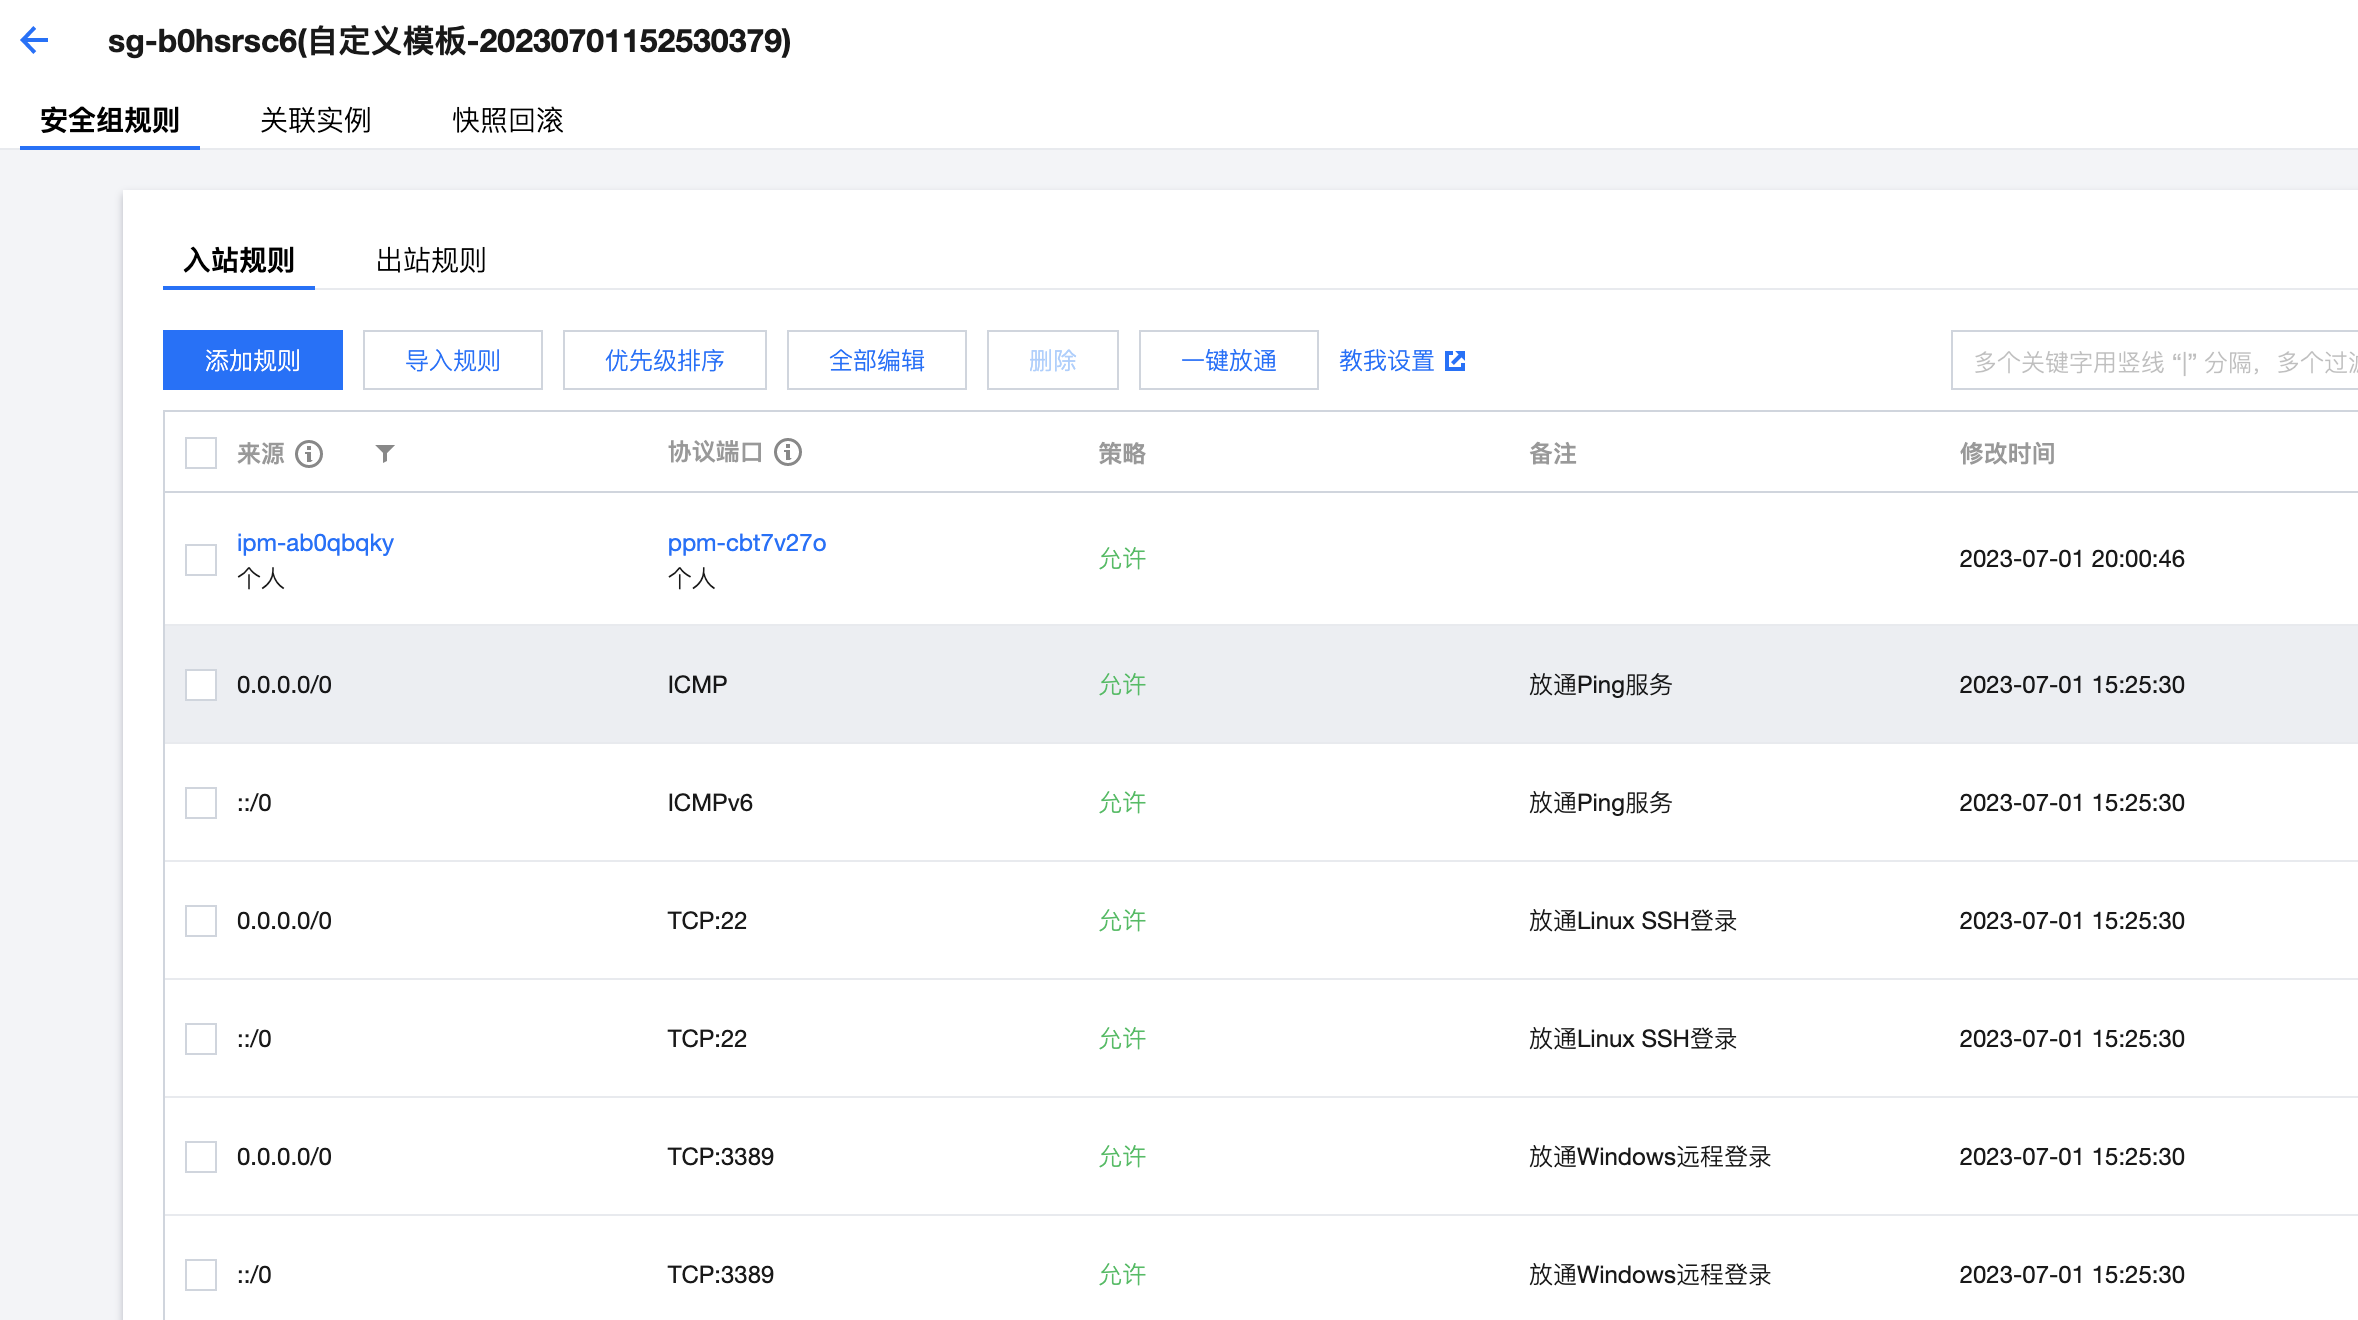 sg-b0hsrsc6(自定义模板-20230701152530379)
安全组规则 关联实例 快照回滚
入站规则 出站规则
添加规则 导入规则 优先级排序 全部编辑 删除 一键放通 教我设置 多个关键字用竖线 “|” 分隔，多个过滤
来源 协议端口 策略 备注 修改时间
ipm-ab0qbqky ppm-cbt7v27o
个人 个人 允许 2023-07-01 20:00:46
0.0.0.0/0 ICMP 允许 放通Ping服务 2023-07-01 15:25:30
::/0 ICMPv6 允许 放通Ping服务 2023-07-01 15:25:30
0.0.0.0/0 TCP:22 允许 放通Linux SSH登录 2023-07-01 15:25:30
::/0 TCP:22 允许 放通Linux SSH登录 2023-07-01 15:25:30
0.0.0.0/0 TCP:3389 允许 放通Windows远程登录 2023-07-01 15:25:30
::/0 TCP:3389 允许 放通Windows远程登录 2023-07-01 15:25:30